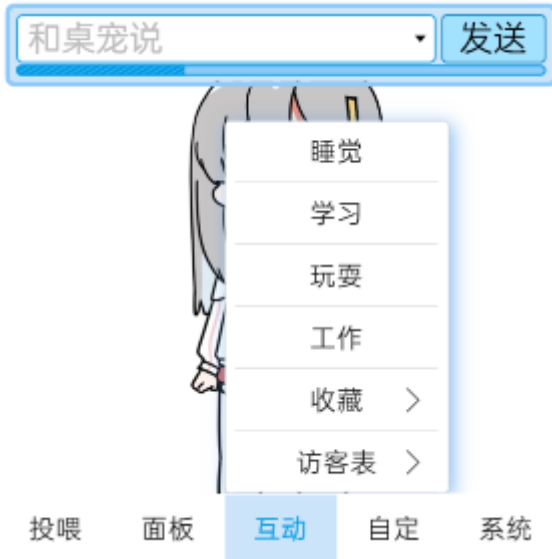 和桌宠说 发送
睡觉
学习
玩耍
工作
收藏
访客表
投喂 面板 互动 自定 系统